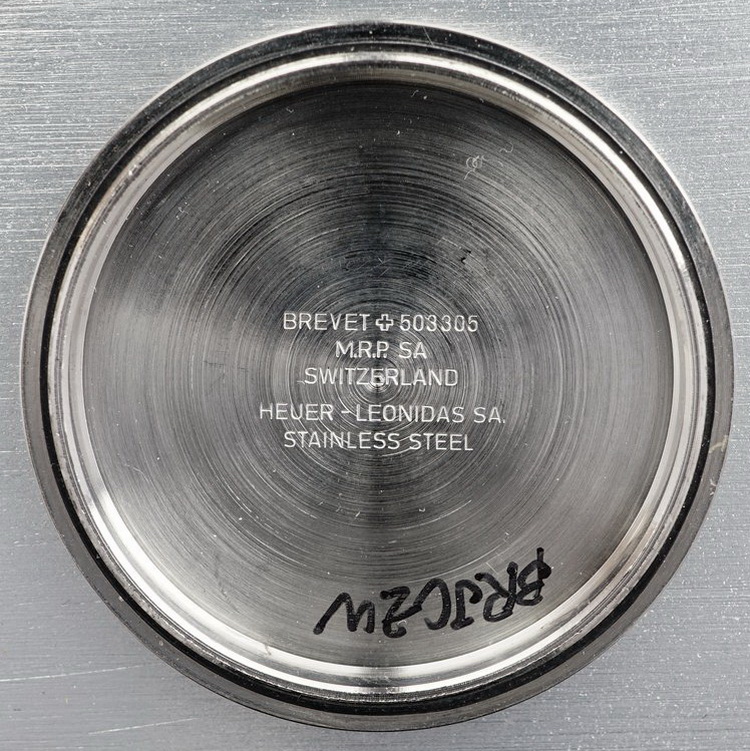 BREVET ✚ 503305
M.R.P. SA
SWITZERLAND
HEUER - LEONIDAS SA.
STAINLESS STEEL